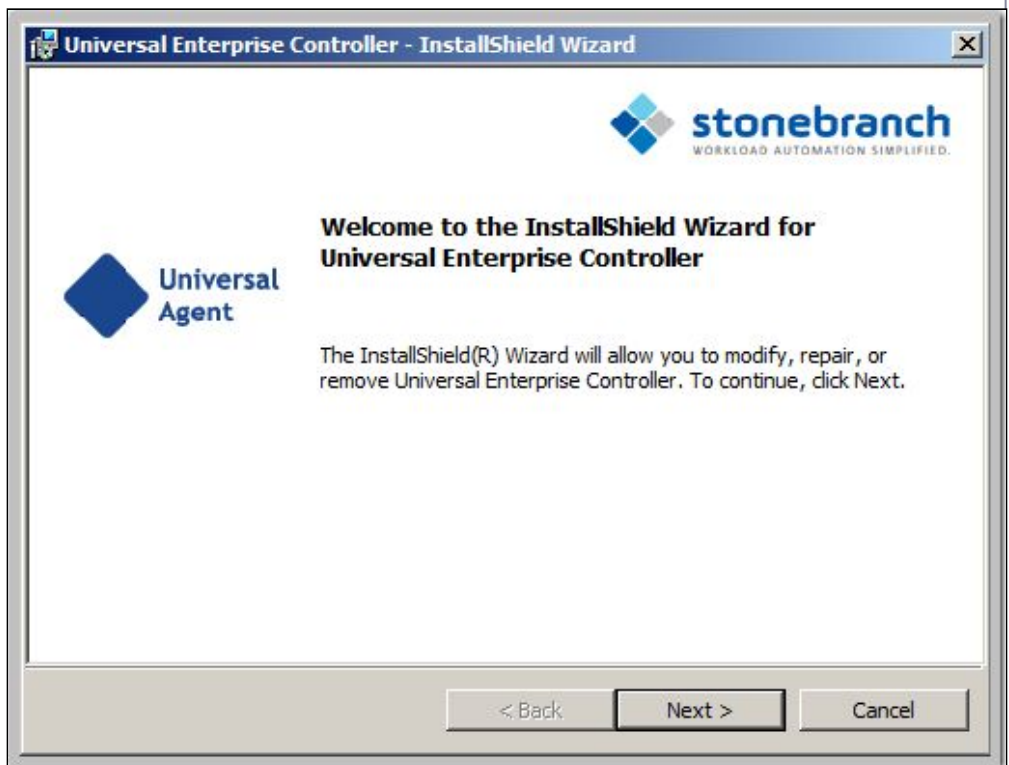 Universal Enterprise Controller - InstallShield Wizard
stonebranch
WORKLOAD AUTOMATION SIMPLIFIED.
Welcome to the InstallShield Wizard for
Universal Enterprise Controller
Universal
Agent
The InstallShield(R) Wizard will allow you to modify, repair, or
remove Universal Enterprise Controller. To continue, click Next.
< Back
Next >
Cancel